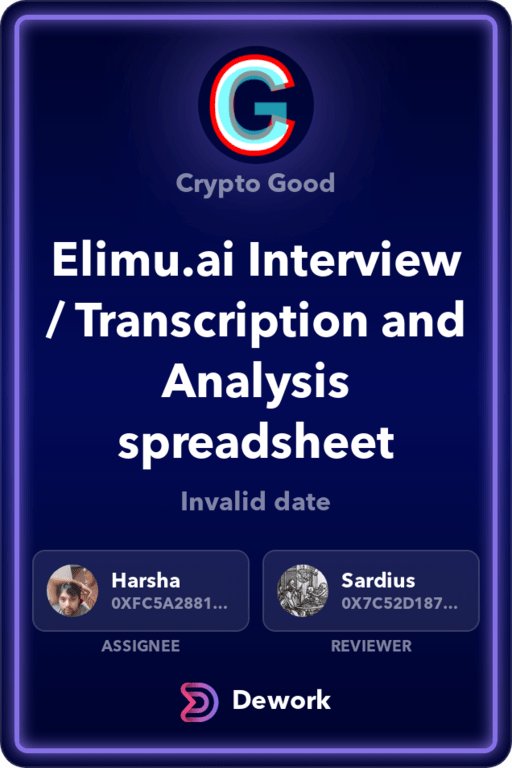 Crypto Good
Elimu.ai Interview
/ Transcription and
Analysis
spreadsheet
Invalid date
Harsha
0XFC5A2881...
ASSIGNEE
Sardius
0X7C52D187...
REVIEWER
Dework